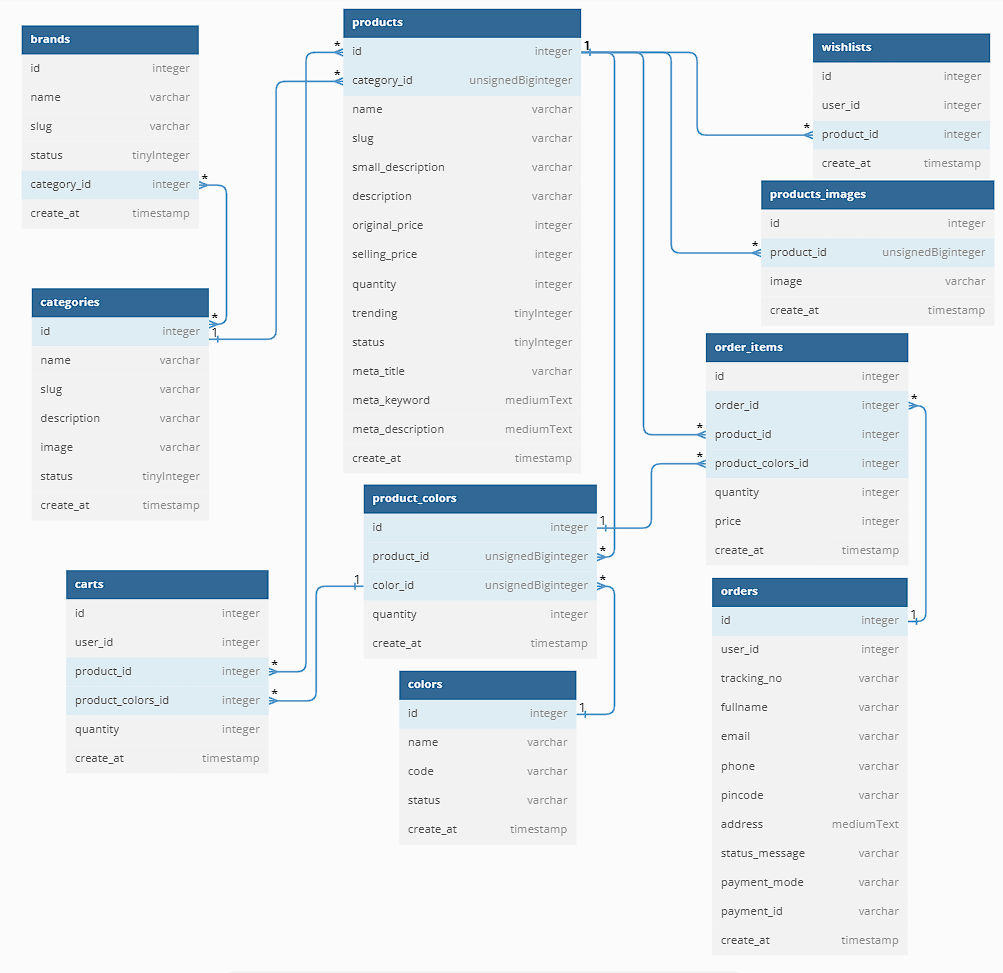 brands
id integer
name varchar
slug varchar
status tinyInteger
category_id integer *
create_at timestamp
categories *
id integer 1
name varchar
slug varchar
description varchar
image varchar
status tinyInteger
create_at timestamp
carts
id integer
user_id integer
product_id integer *
product_colors_id integer *
quantity integer
create_at timestamp
products
* id integer 1
* category_id unsignedBiginteger
name varchar
slug varchar
small_description varchar
description varchar
original_price integer
selling_price integer
quantity integer
trending tinyInteger
status tinyInteger
meta_title varchar
meta_keyword mediumText
meta_description mediumText
create_at timestamp
product_colors
id integer 1
product_id unsignedBiginteger *
1 color_id unsignedBiginteger *
quantity integer
create_at timestamp
colors
id integer 1
name varchar
code varchar
status varchar
create_at timestamp
wishlists
id integer
user_id integer
* product_id integer
create_at timestamp
products_images
id integer
* product_id unsignedBiginteger
image varchar
create_at timestamp
order_items
id integer
order_id integer *
* product_id integer
* product_colors_id integer
quantity integer
price integer
create_at timestamp
orders
id integer 1
user_id integer
tracking_no varchar
fullname varchar
email varchar
phone varchar
pincode varchar
address mediumText
status_message varchar
payment_mode varchar
payment_id varchar
create_at timestamp